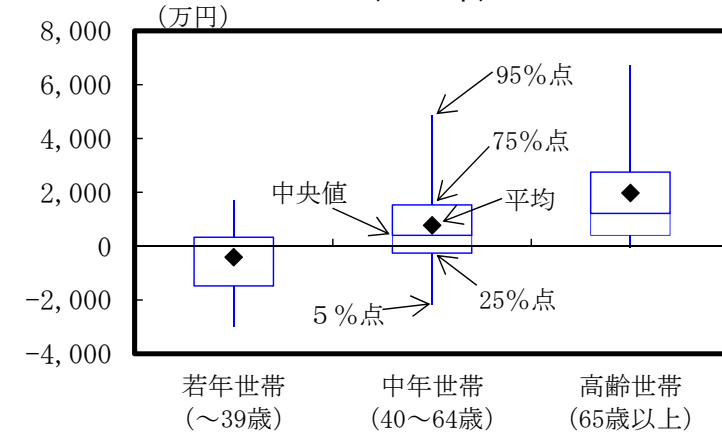 （万円）
8,000
6,000
4,000
2,000
0
-2,000
-4,000
95％点
75％点
中央値
平均
25％点
５％点
若年世帯
（～39歳）
中年世帯
（40～64歳）
高齢世帯
（65歳以上）